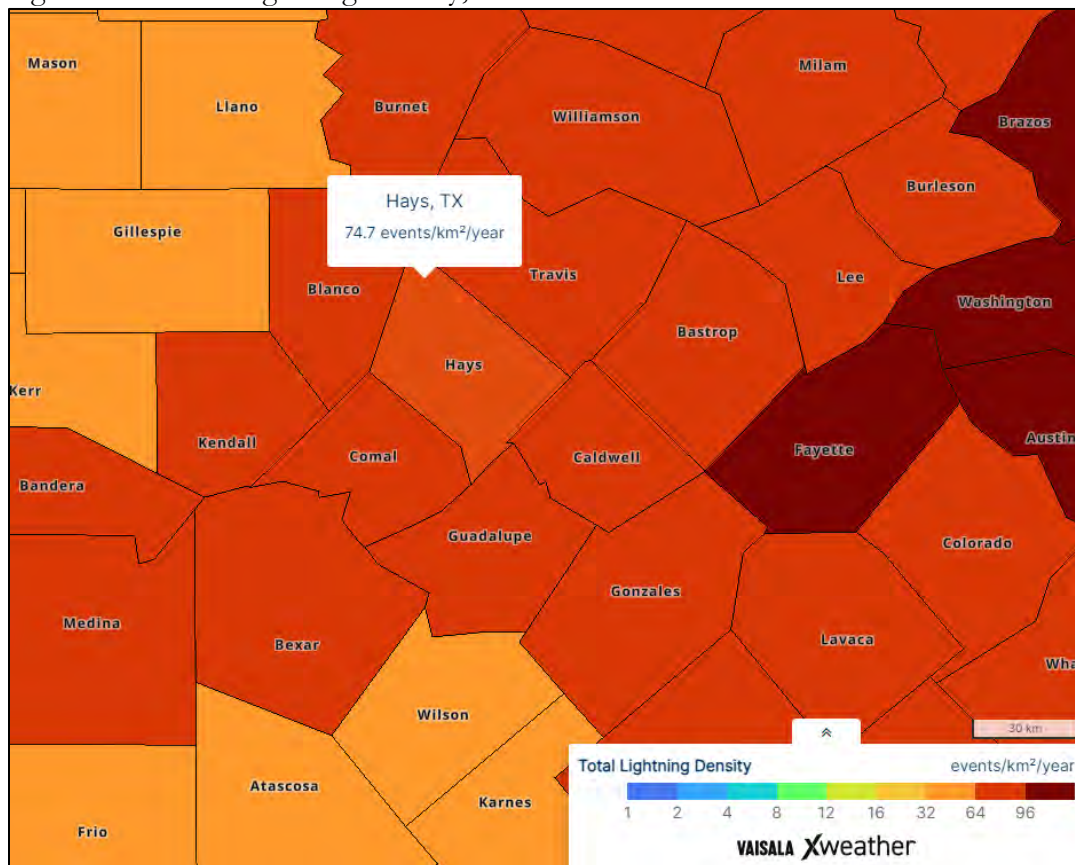 Mason
Llano
Burnet
Williamson
Milam
Brazos
Burleson
Hays, TX
74.7 events/km²/year
Gillespie
Blanco
Travis
Lee
Washington
Bastrop
Hays
Kerr
Kendall
Comal
Caldwell
Fayette
Austin
Bandera
Guadalupe
Colorado
Gonzales
Medina
Bexar
Lavaca
Wha
Wilson
30 km
Atascosa
Karnes
Frio
Total Lightning Density events/km²/year
1 2 4 8 12 16 32 64 96
VAISALA Xweather